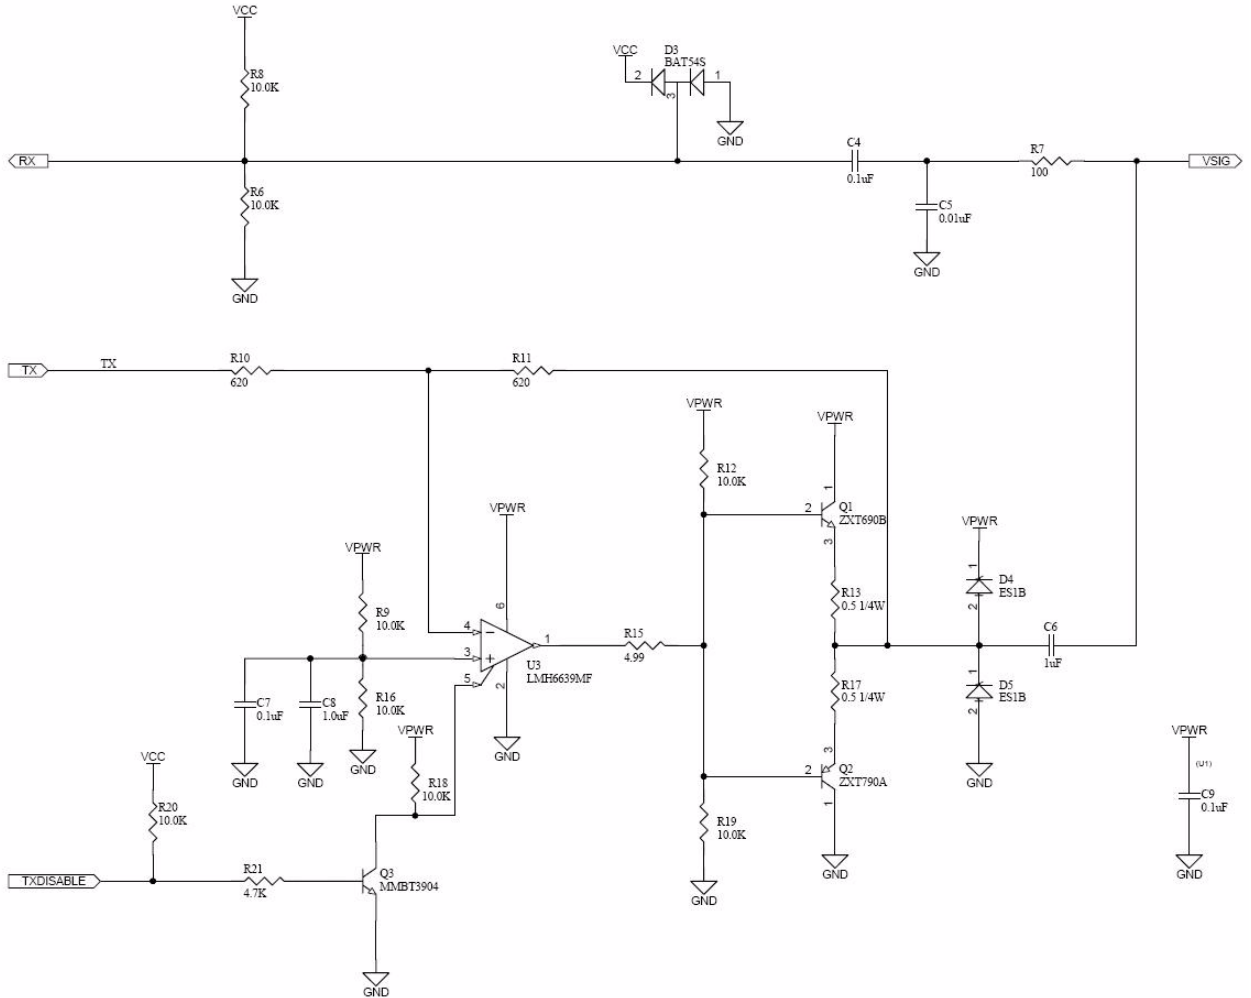 VCC
R8
10.0K
VCC
D3
BAT54S
2
1
3
GND
RX
C4
0.1uF
R7
100
VSIG
R6
10.0K
C5
0.01uF
GND
GND
TX
TX
R10
620
R11
620
VPWR
VPWR
R12
10.0K
1
2
Q1
ZXT690B
3
VPWR
VPWR
VPWR
R9
10.0K
6
R13
0.5 1/4W
1
D4
ES1B
2
4
3
5
1
U3
LMH6639MF
2
R15
4.99
C6
1uF
C7
0.1uF
C8
1.0uF
R16
10.0K
R17
0.5 1/4W
1
D5
ES1B
2
VPWR
VPWR
GND
GND
GND
GND
3
2
Q2
ZXT790A
1
GND
(U1)
C9
0.1uF
VCC
R18
10.0K
R20
10.0K
R19
10.0K
GND
GND
TXDISABLE
R21
4.7K
Q3
MMBT3904
GND
GND